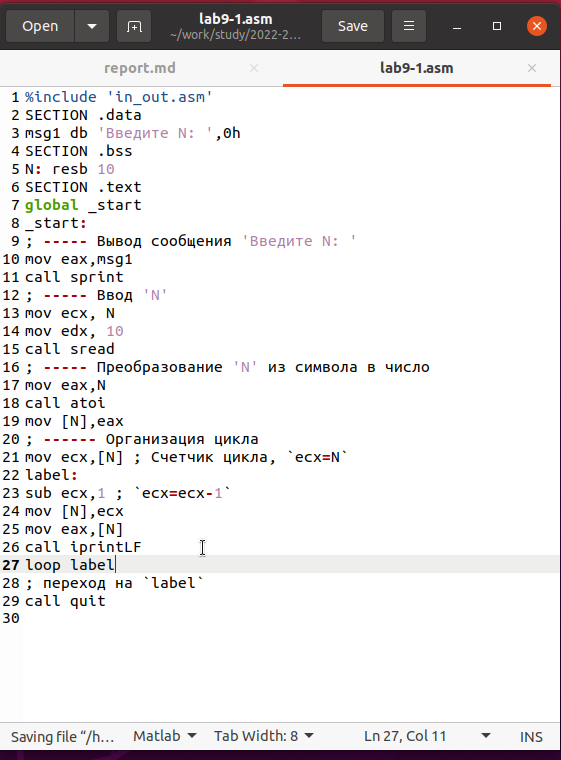 Open
lab9-1.asm
~/work/study/2022-2…
Save
report.md
lab9-1.asm
1 %include 'in_out.asm'
2 SECTION .data
3 msg1 db 'Введите N: ',0h
4 SECTION .bss
5 N: resb 10
6 SECTION .text
7 global _start
8 _start:
9 ; ----- Вывод сообщения 'Введите N: '
10 mov eax,msg1
11 call sprint
12 ; ----- Ввод 'N'
13 mov ecx, N
14 mov edx, 10
15 call sread
16 ; ----- Преобразование 'N' из символа в число
17 mov eax,N
18 call atoi
19 mov [N],eax
20 ; ------ Организация цикла
21 mov ecx,[N] ; Счетчик цикла, `ecx=N`
22 label:
23 sub ecx,1 ; `ecx=ecx-1`
24 mov [N],ecx
25 mov eax,[N]
26 call iprintLF
27 loop label
28 ; переход на `label`
29 call quit
30
Saving file “/h… Matlab Tab Width: 8 Ln 27, Col 11 INS